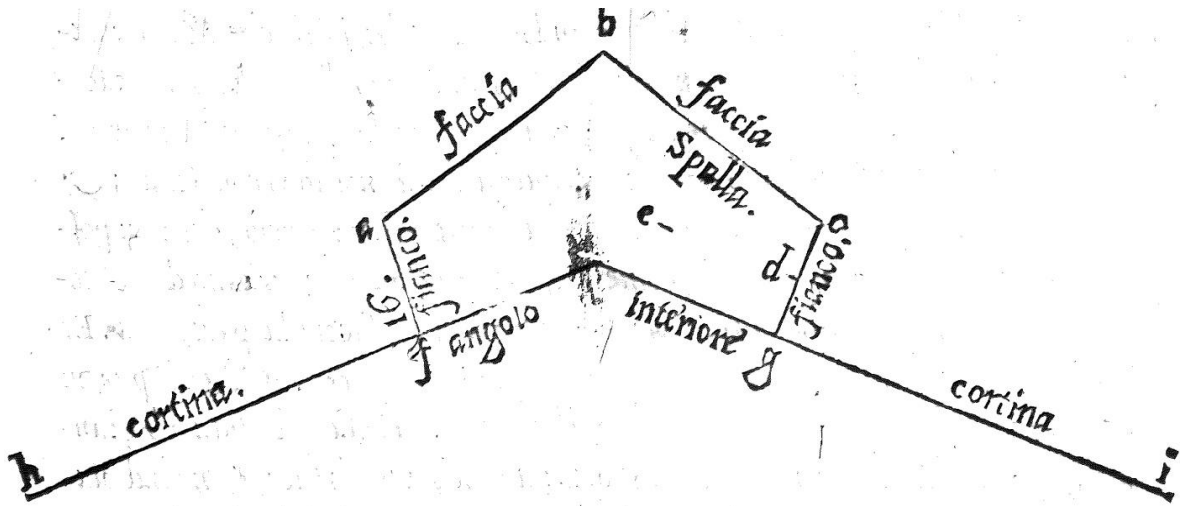 b
faccia
faccia
Spalla.
a
e
o
fianco.
d
fianco.
16.
f angolo
interiore
g
cortina.
cortina
h
i